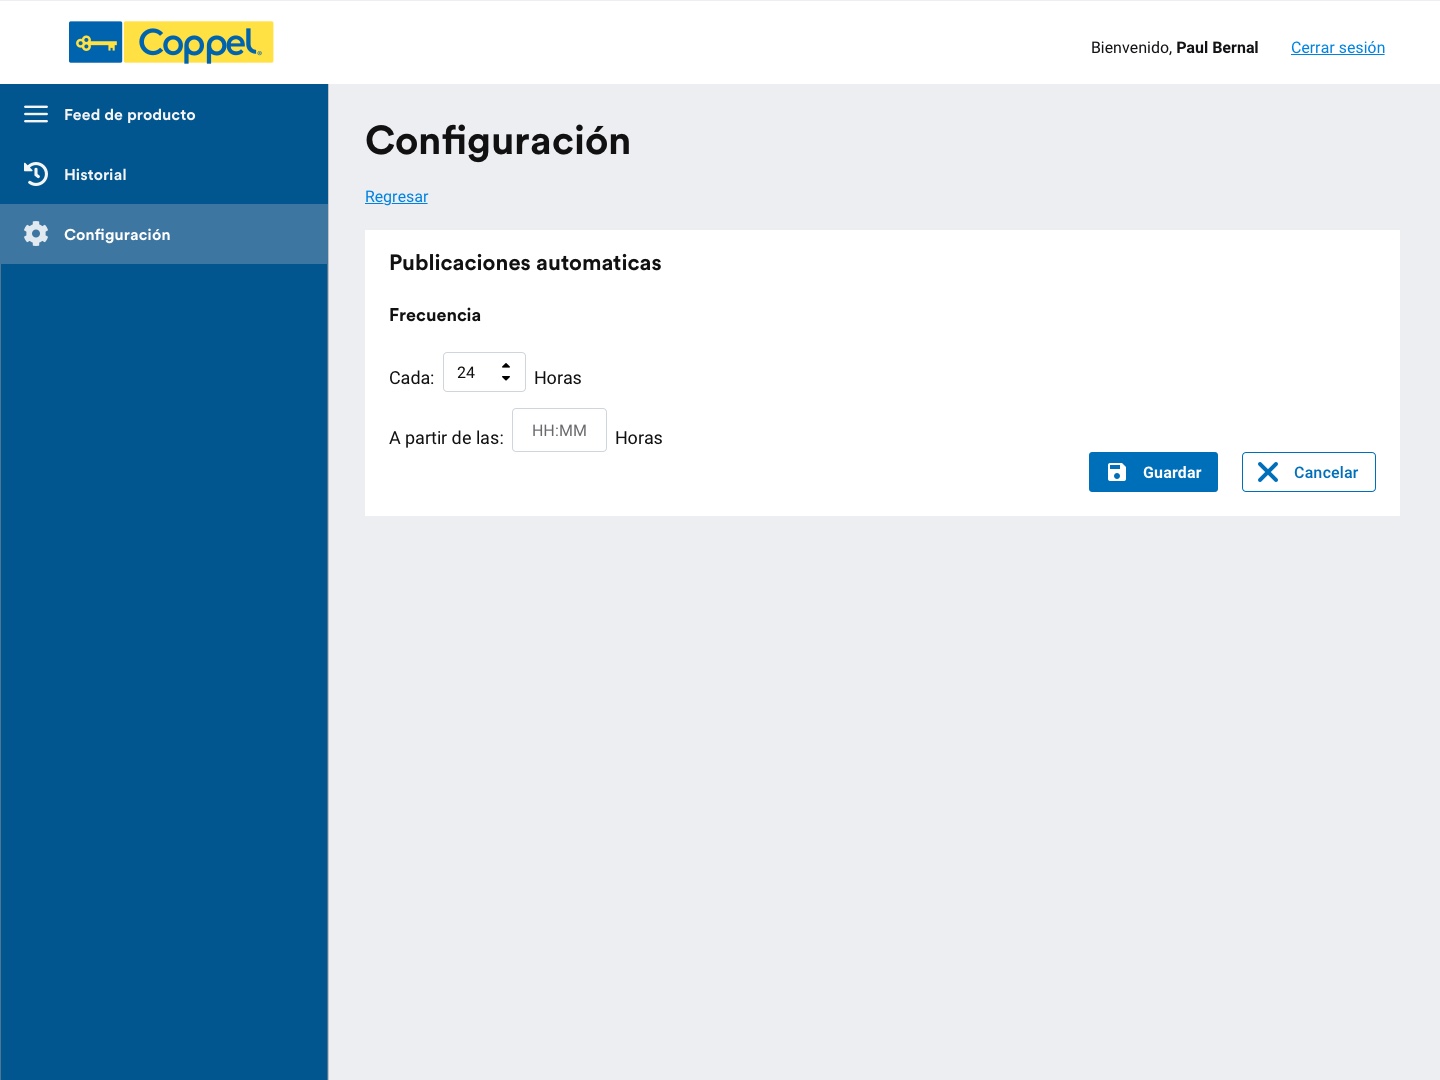 Coppel
Bienvenido, Paul Bernal
Cerrar sesión
Feed de producto
Historial
Configuración
Configuración
Regresar
Publicaciones automaticas
Frecuencia
Cada: 24 Horas
A partir de las: HH:MM Horas
Guardar
Cancelar